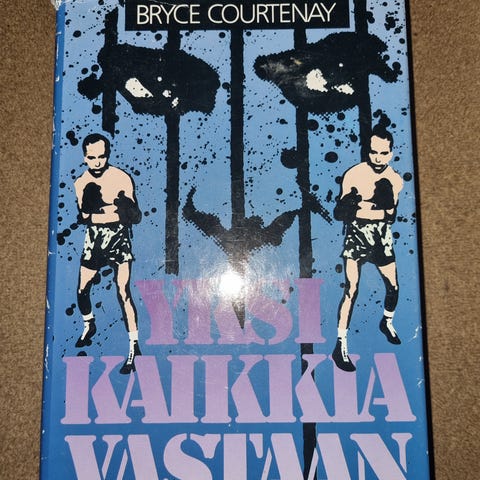 BRYCE COURTENAY
YKSI
KAIKKIA
VASTAAN